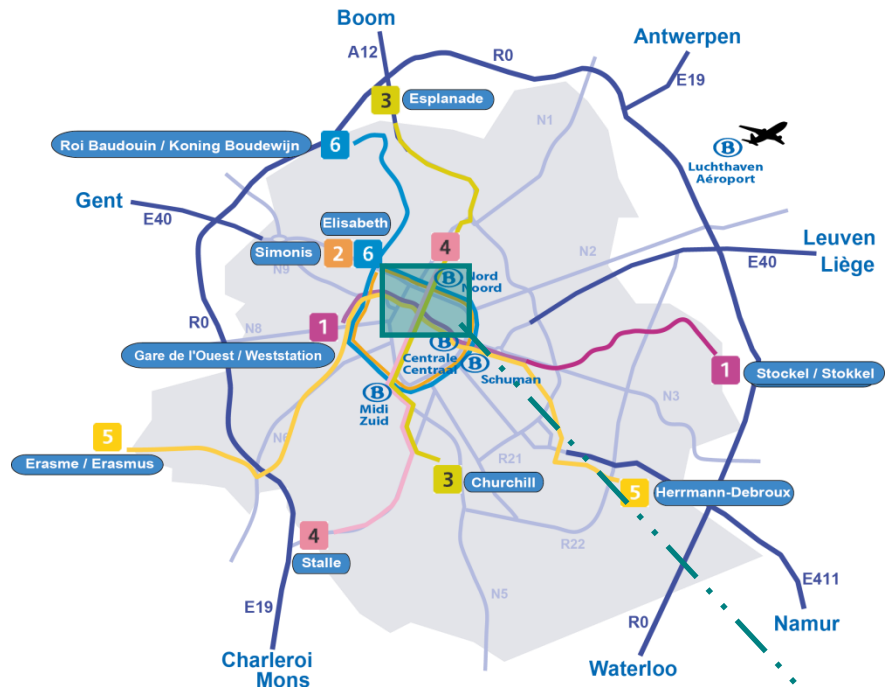 Boom
A12
R0
Antwerpen
E19
3
Esplanade
N1
Roi Baudouin / Koning Boudewijn
6
B
Luchthaven
Aéroport
Gent
E40
Elisabeth
Simonis
2
6
4
N9
B
Nord
Noord
N2
Leuven
Liège
E40
R0
N8
1
Gare de l'Ouest / Weststation
B
Centrale
Centraal
B
Schuman
1
Stockel / Stokkel
B
Midi
Zuid
N3
5
Erasme / Erasmus
N6
R21
3
Churchill
5
Herrmann-Debroux
4
Stalle
R22
N5
E19
E411
R0
Namur
Charleroi
Mons
Waterloo